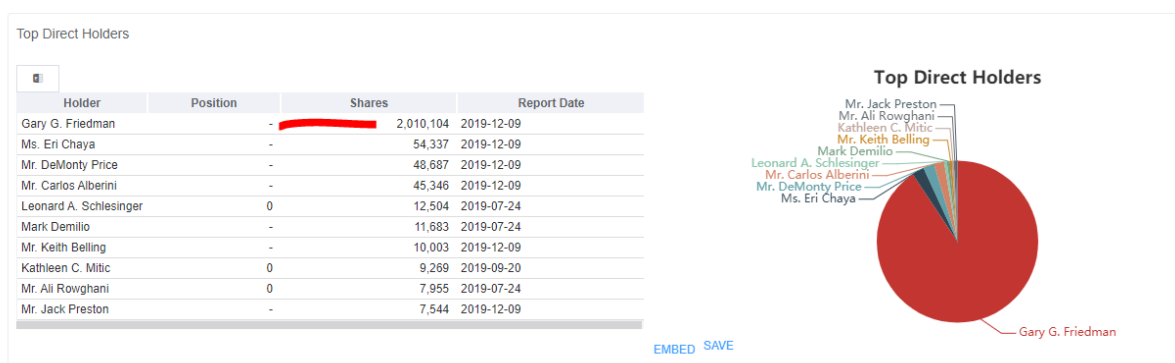 Top Direct Holders
Holder Position Shares Report Date
Gary G. Friedman - 2,010,104 2019-12-09
Ms. Eri Chaya - 54,337 2019-12-09
Mr. DeMonty Price - 48,687 2019-12-09
Mr. Carlos Alberini - 45,346 2019-12-09
Leonard A. Schlesinger 0 12,504 2019-07-24
Mark Demilio - 11,683 2019-07-24
Mr. Keith Belling - 10,003 2019-12-09
Kathleen C. Mitic 0 9,269 2019-09-20
Mr. Ali Rowghani 0 7,955 2019-07-24
Mr. Jack Preston - 7,544 2019-12-09
Top Direct Holders
Mr. Jack Preston
Mr. Ali Rowghani
Kathleen C. Mitic
Mr. Keith Belling
Mark Demilio
Leonard A. Schlesinger
Mr. Carlos Alberini
Mr. DeMonty Price
Ms. Eri Chaya
Gary G. Friedman
EMBED SAVE